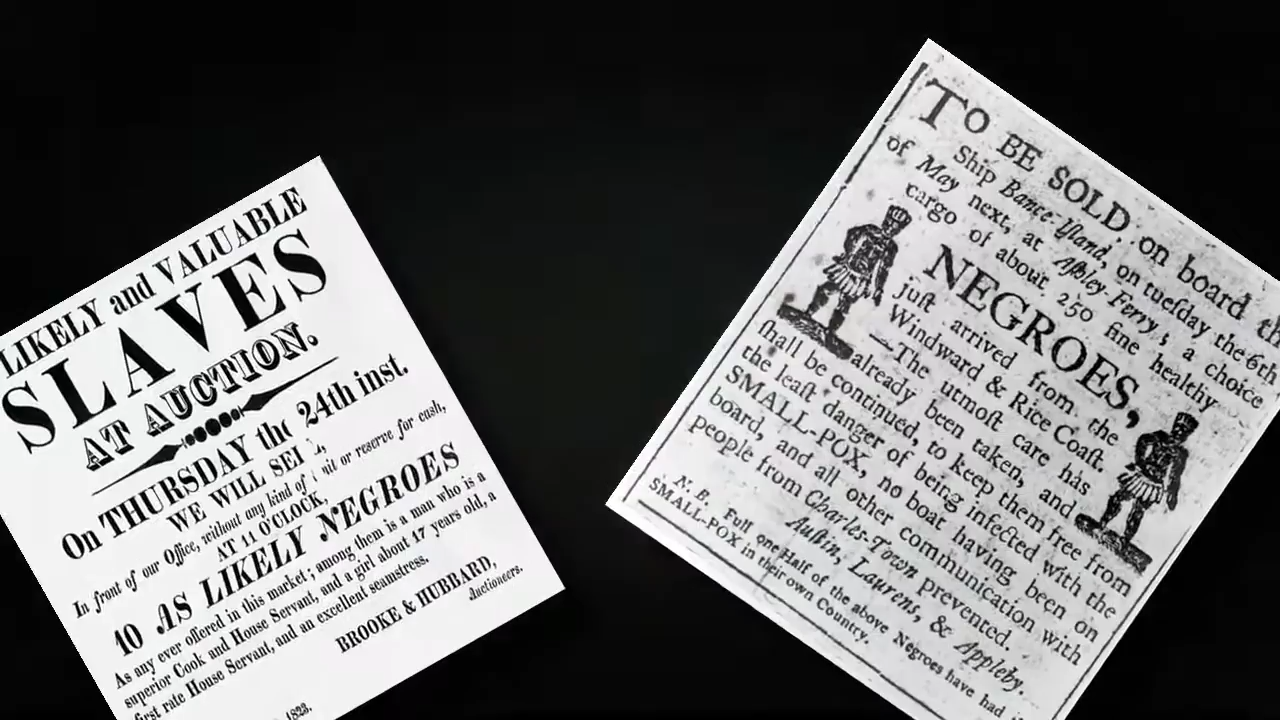 LIKELY and VALUABLE
SLAVES
AT AUCTION.
On THURSDAY the 24th inst.
WE WILL SEL
In front of our Office, without any kind of mit or reserve for cash,
AT 11 O'CLOCK,
10 AS LIKELY NEGROES
As any ever offered in this market; among them is a man who is a
superior Cook and House Servant, and a girl about 17 years old, a
first rate House Servant, and an excellent seamstress.
BROOKE & HUBBARD,
Auctioneers.
1823.
TO BE SOLD on board th
Ship Bance-Iſland, on tueſday the 6th
of May next, at Aſhley Ferry; a choice
cargo of about 250 fine healthy
NEGROES,
juſt arrived from the
Windward & Rice Coaſt.
—The utmoſt care has
already been taken, and
ſhall be continued, to keep them free from
the leaſt danger of being infected with the
SMALL-POX, no boat having been on
board, and all other communication with
people from Charles-Town prevented.
Auſtin, Laurens, & Appleby.
N. B. Full one Half of the above Negroes have had
SMALL-POX in their own Country.